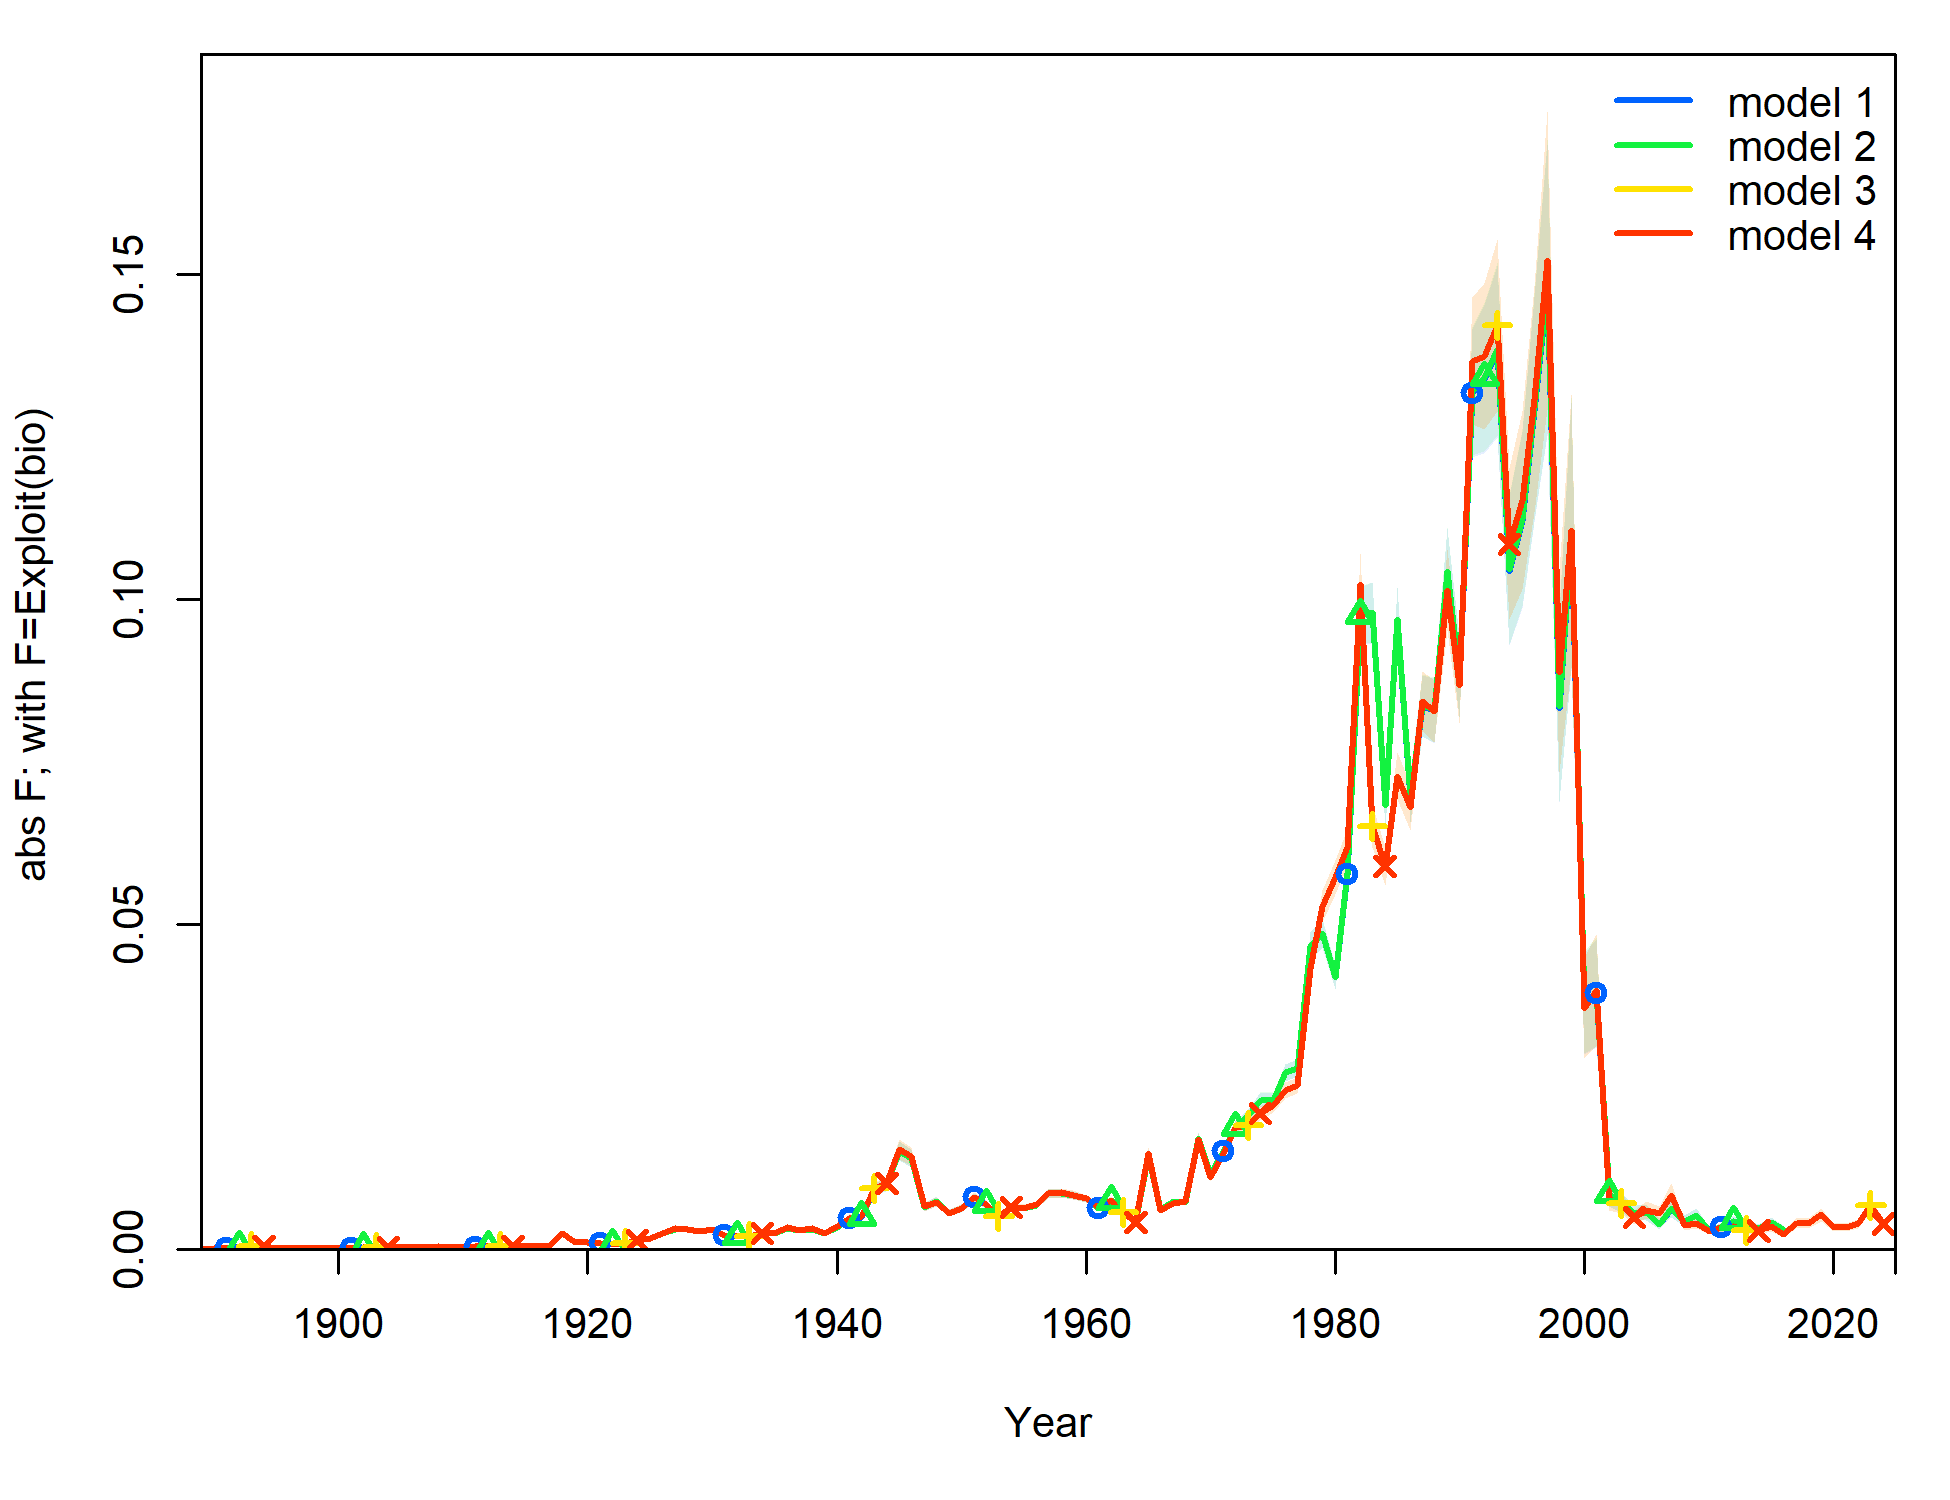 model 1
model 2
model 3
model 4
abs F; with F=Exploit(bio)
0.15
0.10
0.05
0.00
1900 1920 1940 1960 1980 2000 2020
Year